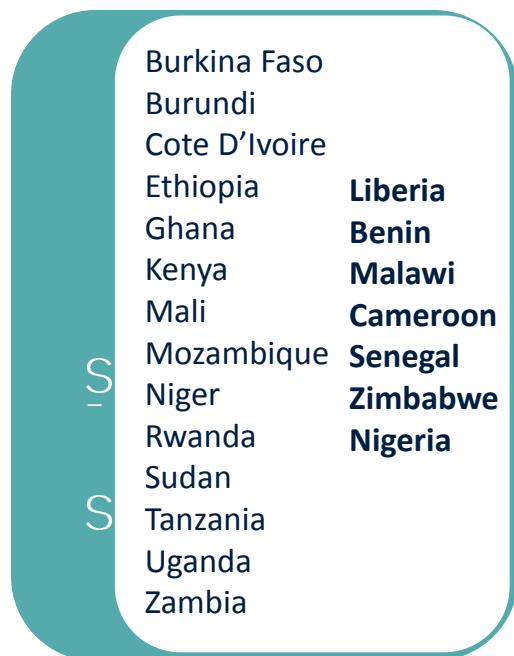 Burkina Faso
Burundi
Cote D’Ivoire
Ethiopia
Ghana
Kenya
Mali
Mozambique
Niger
Rwanda
Sudan
Tanzania
Uganda
Zambia
Liberia
Benin
Malawi
Cameroon
Senegal
Zimbabwe
Nigeria
S
S